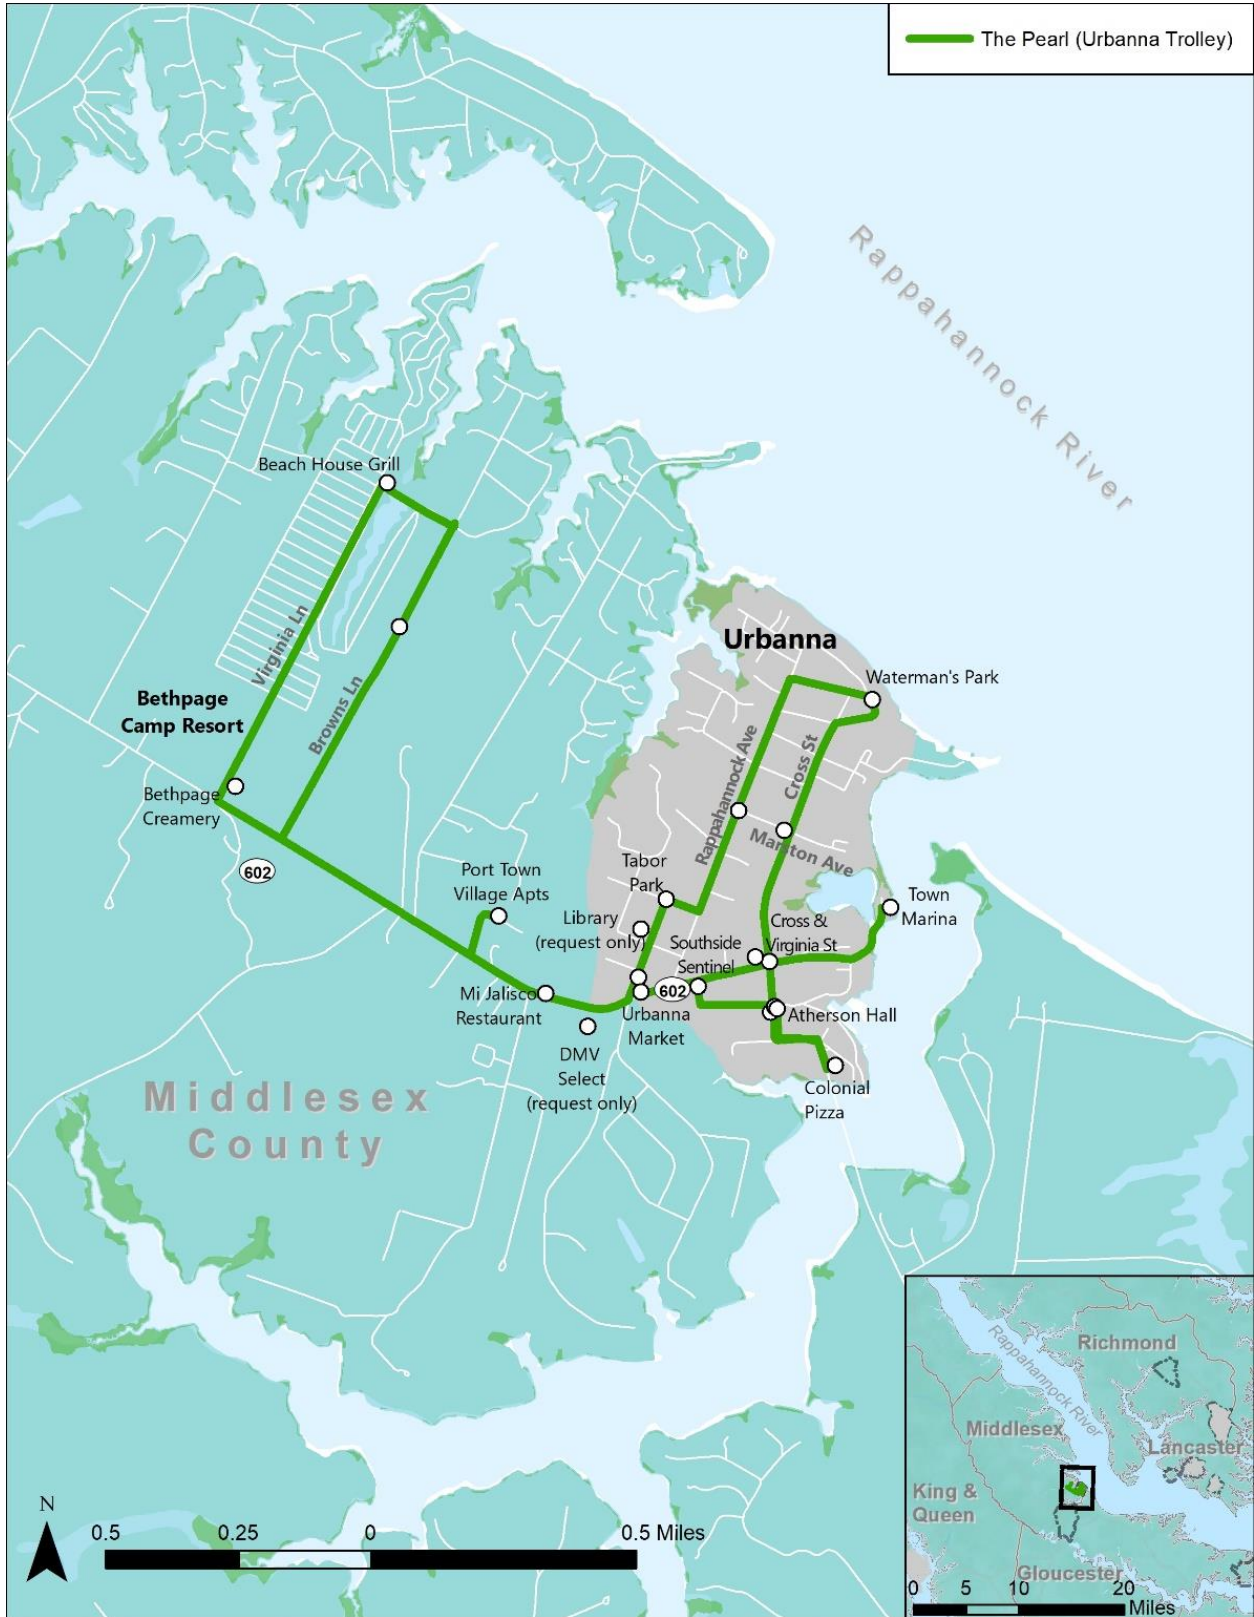 The Pearl (Urbanna Trolley)
Rappahannock River
Beach House Grill
Urbanna
Virginia Ln
Waterman's Park
Bethpage
Camp Resort
Browns Ln
Rappahannock Ave
Cross St
Bethpage
Creamery
Marston Ave
602
Port Town
Village Apts
Tabor
Park
Town
Marina
Library
(request only)
Cross &
Virginia St
Southside
Sentinel
602
Mi Jalisco
Restaurant
Urbanna
Market
Atherson Hall
DMV
Select
(request only)
Colonial
Pizza
Middlesex
County
Richmond
Rappahannock River
Middlesex
Lancaster
King &
Queen
Gloucester
0 5 10 20
Miles
N
0.5 0.25 0 0.5 Miles